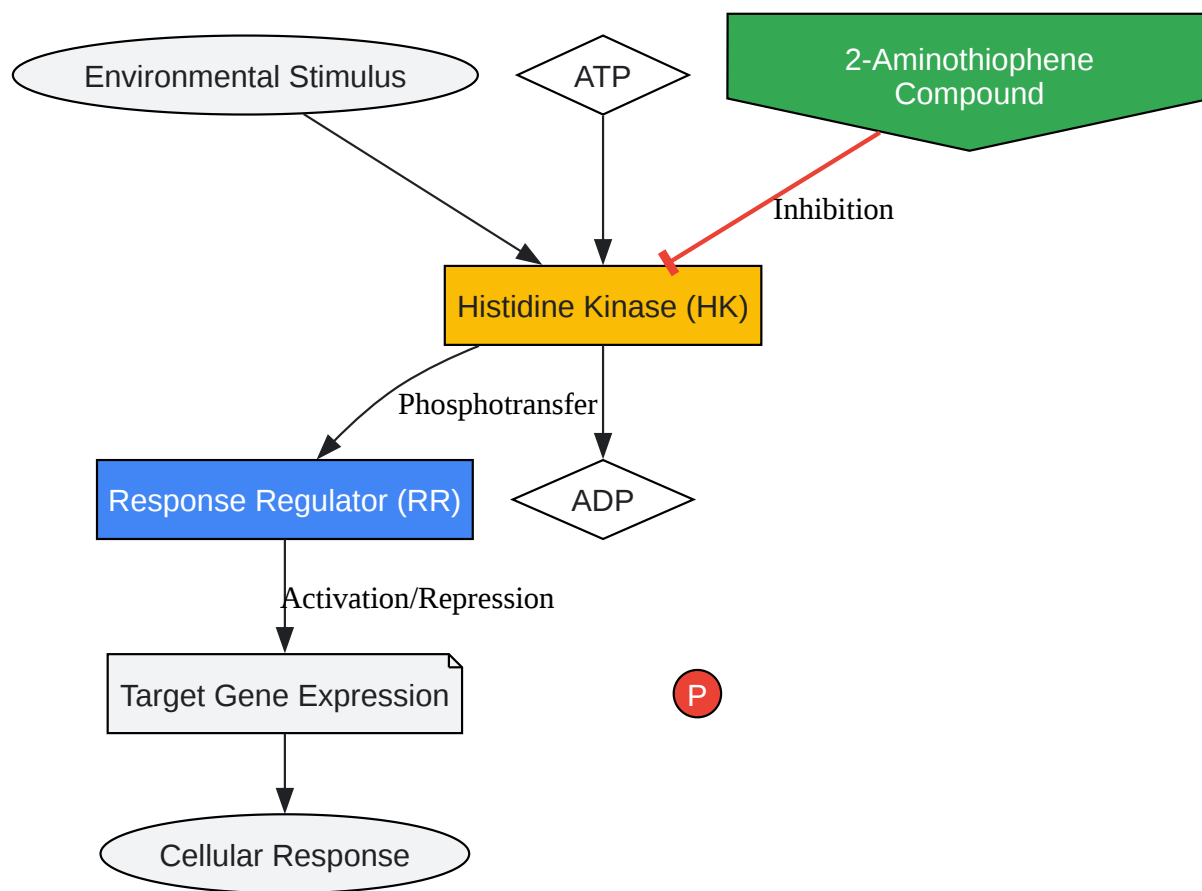 Environmental Stimulus
ATP
2-Aminothiophene
Compound
Inhibition
Histidine Kinase (HK)
Phosphotransfer
Response Regulator (RR)
ADP
Activation/Repression
Target Gene Expression
P
Cellular Response